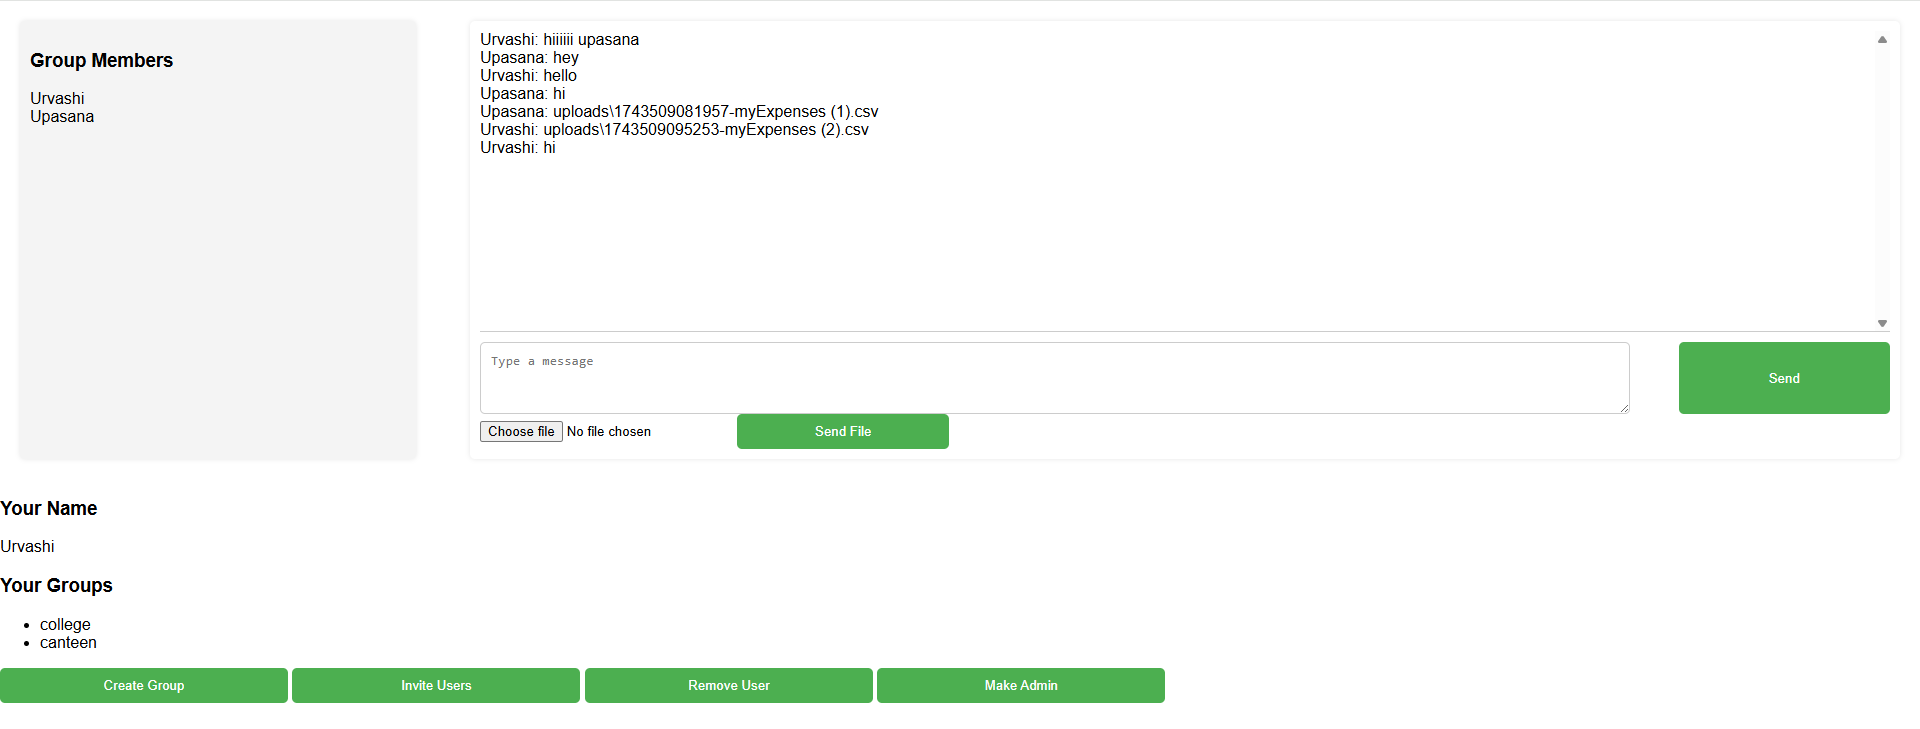 Group Members
Urvashi
Upasana
Urvashi: hiiiiii upasana
Upasana: hey
Urvashi: hello
Upasana: hi
Upasana: uploads\1743509081957-myExpenses (1).csv
Urvashi: uploads\1743509095253-myExpenses (2).csv
Urvashi: hi
Type a message
Send
Choose file No file chosen
Send File
Your Name
Urvashi
Your Groups
college
canteen
Create Group
Invite Users
Remove User
Make Admin